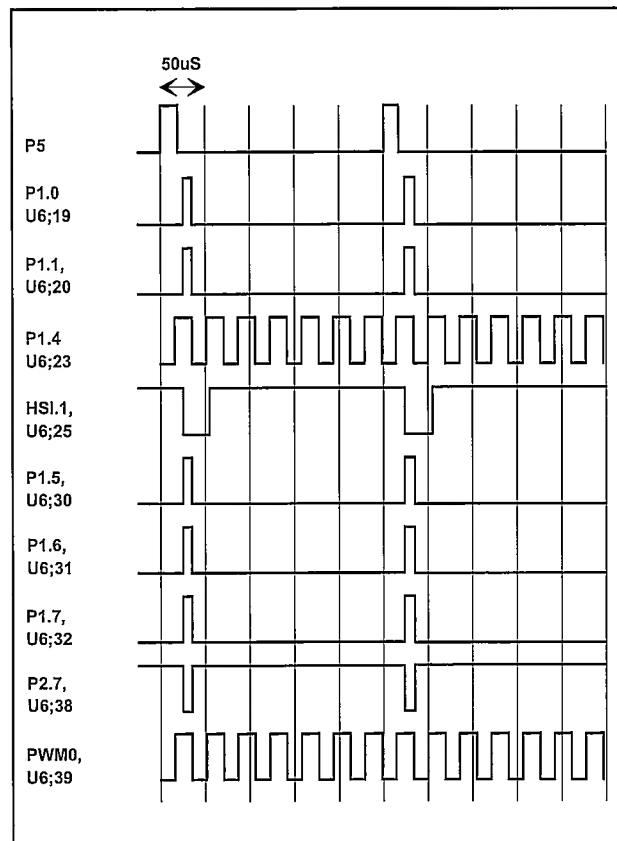 50uS
P5
P1.0
U6;19
P1.1,
U6;20
P1.4
U6;23
HSI.1,
U6;25
P1.5,
U6;30
P1.6,
U6;31
P1.7,
U6;32
P2.7,
U6;38
PWM0,
U6;39